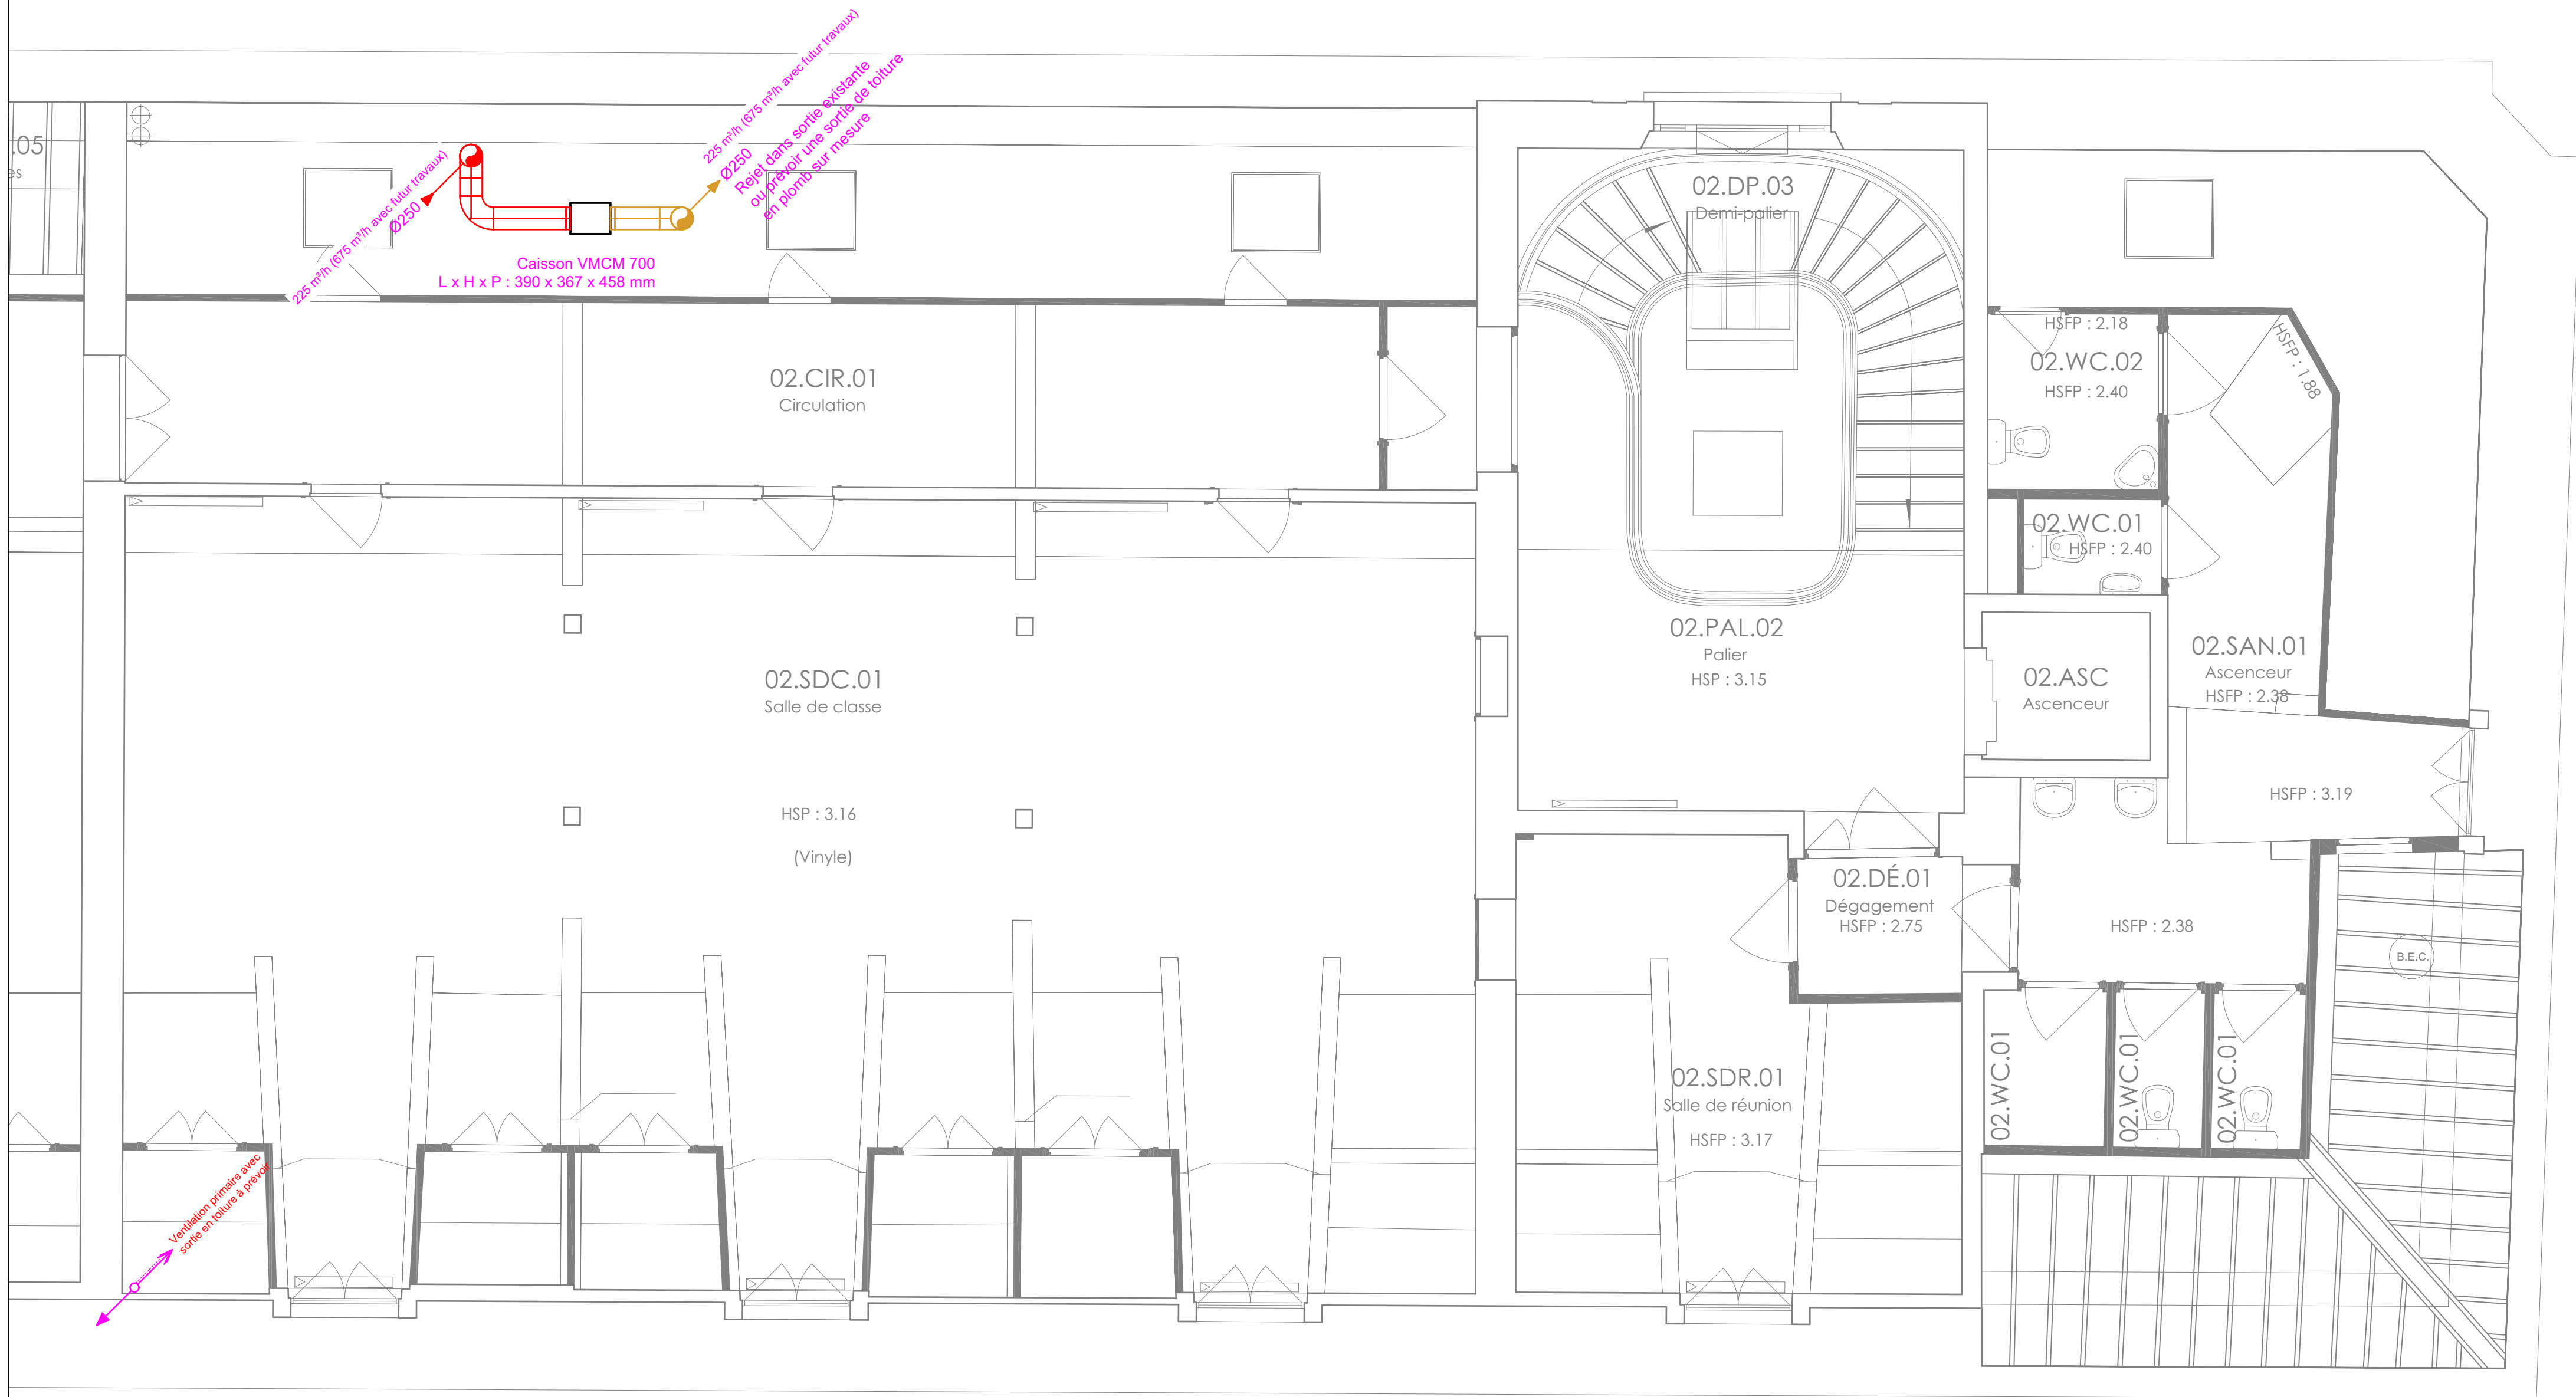 225 m³/h (675 m³/h avec futur travaux)
Ø250
Rejet dans sortie existante
ou prévoir une sortie de toiture
en plomb sur mesure
225 m³/h (675 m³/h avec futur travaux)
Ø250
Caisson VMCM 700
L x H x P : 390 x 367 x 458 mm
.05
es
02.CIR.01
Circulation
02.DP.03
Demi-palier
HSFP : 2.18
02.WC.02
HSFP : 2.40
HSFP : 1.88
02.WC.01
HSFP : 2.40
02.PAL.02
Palier
HSP : 3.15
02.SAN.01
Ascenceur
HSFP : 2.38
02.ASC
Ascenceur
02.SDC.01
Salle de classe
HSP : 3.16
(Vinyle)
HSFP : 3.19
02.DÉ.01
Dégagement
HSFP : 2.75
HSFP : 2.38
B.E.C.
02.SDR.01
Salle de réunion
HSFP : 3.17
02.WC.01
02.WC.01
02.WC.01
Ventilation primaire avec
sortie en toiture à prévoir